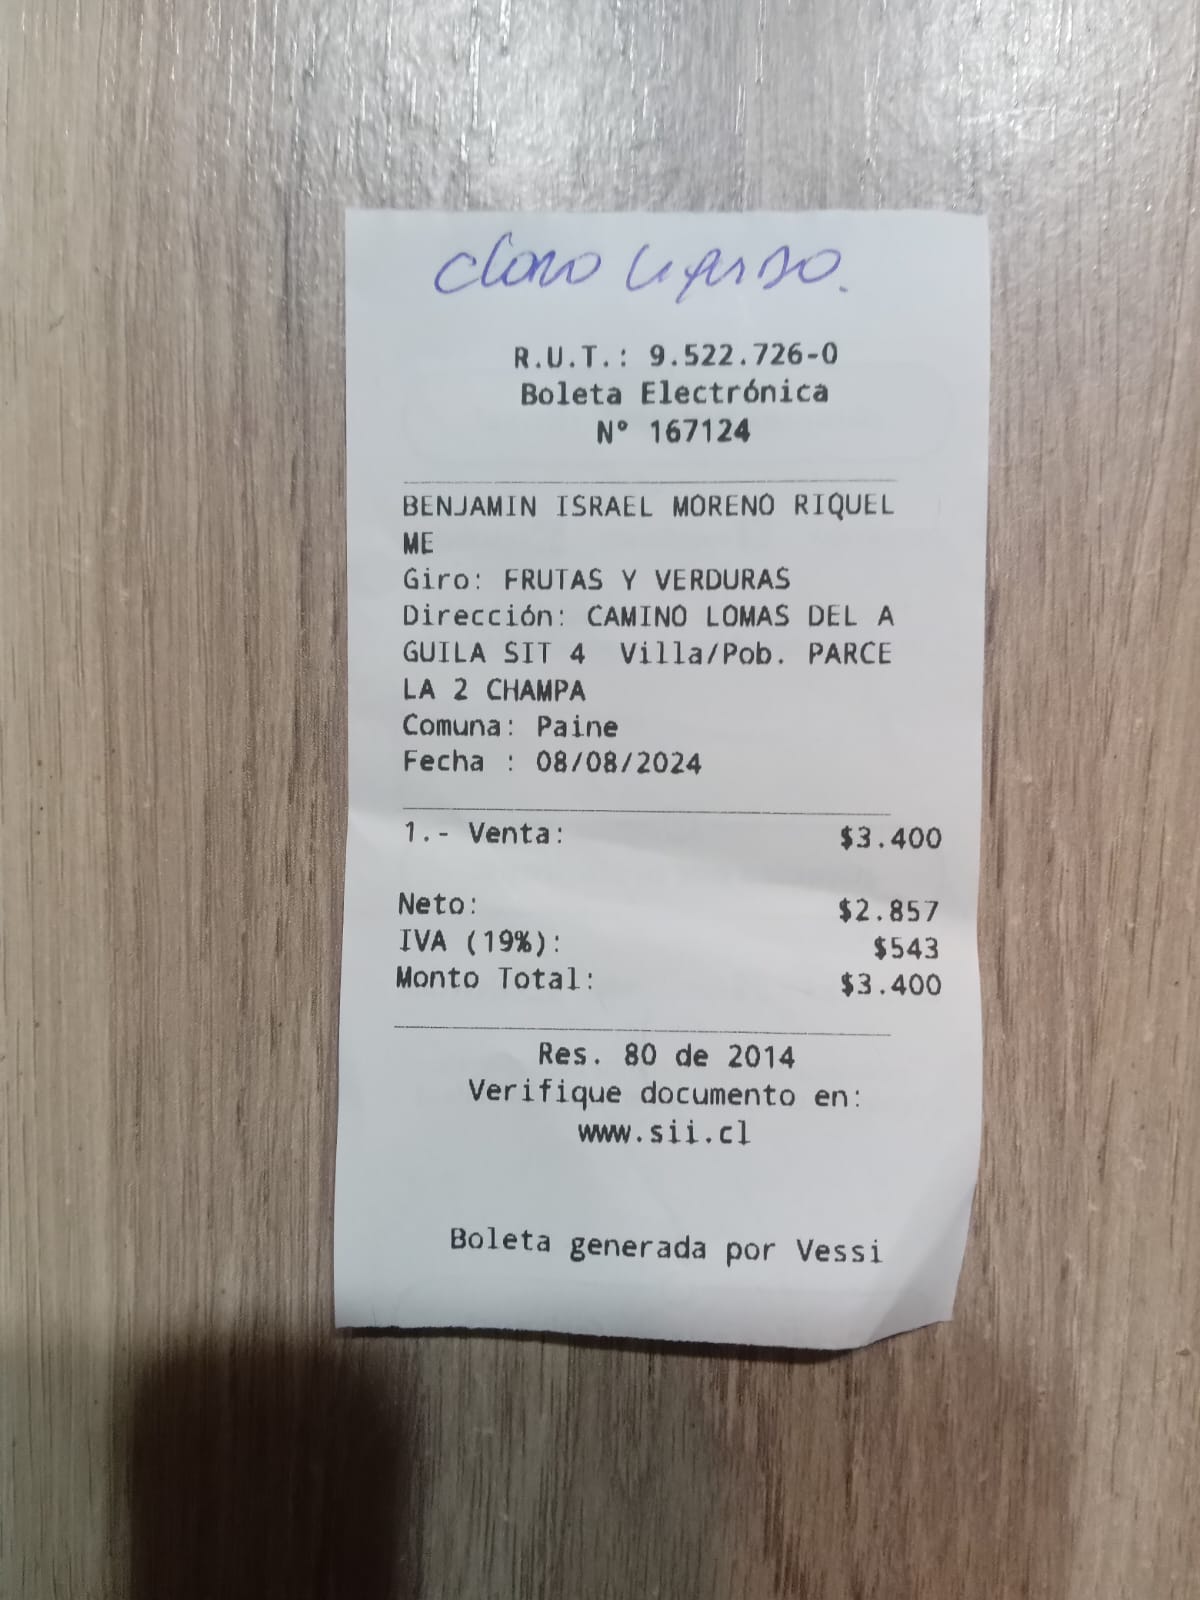 cloro liquido.
R.U.T.: 9.522.726-0
Boleta Electrónica
N° 167124
BENJAMIN ISRAEL MORENO RIQUEL
ME
Giro: FRUTAS Y VERDURAS
Dirección: CAMINO LOMAS DEL A
GUILA SIT 4 Villa/Pob. PARCE
LA 2 CHAMPA
Comuna: Paine
Fecha : 08/08/2024
1.- Venta: $3.400
Neto: $2.857
IVA (19%): $543
Monto Total: $3.400
Res. 80 de 2014
Verifique documento en:
www.sii.cl
Boleta generada por Vessi